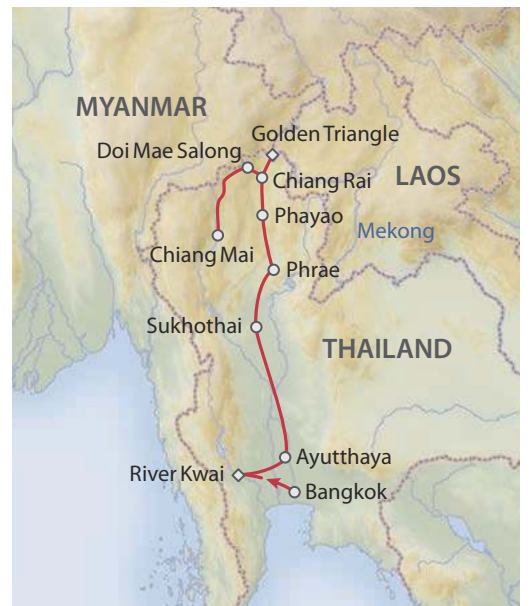 MYANMAR
Golden Triangle
Doi Mae Salong
Chiang Rai
LAOS
Phayao
Mekong
Chiang Mai
Phrae
Sukhothai
THAILAND
Ayutthaya
River Kwai
Bangkok